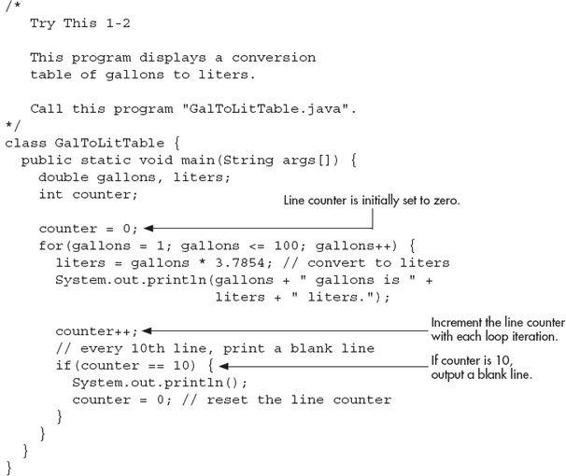 /*
   Try This 1-2

   This program displays a conversion
   table of gallons to liters.

   Call this program "GalToLitTable.java".
*/
class GalToLitTable {
  public static void main(String args[]) {
    double gallons, liters;
    int counter;
Line counter is initially set to zero.
    counter = 0;
    for(gallons = 1; gallons <= 100; gallons++) {
      liters = gallons * 3.7854; // convert to liters
      System.out.println(gallons + " gallons is " +
                         liters + " liters.");

      counter++;
Increment the line counter
with each loop iteration.
      // every 10th line, print a blank line
      if(counter == 10) {
If counter is 10,
output a blank line.
        System.out.println();
        counter = 0; // reset the line counter
      }
    }
  }
}